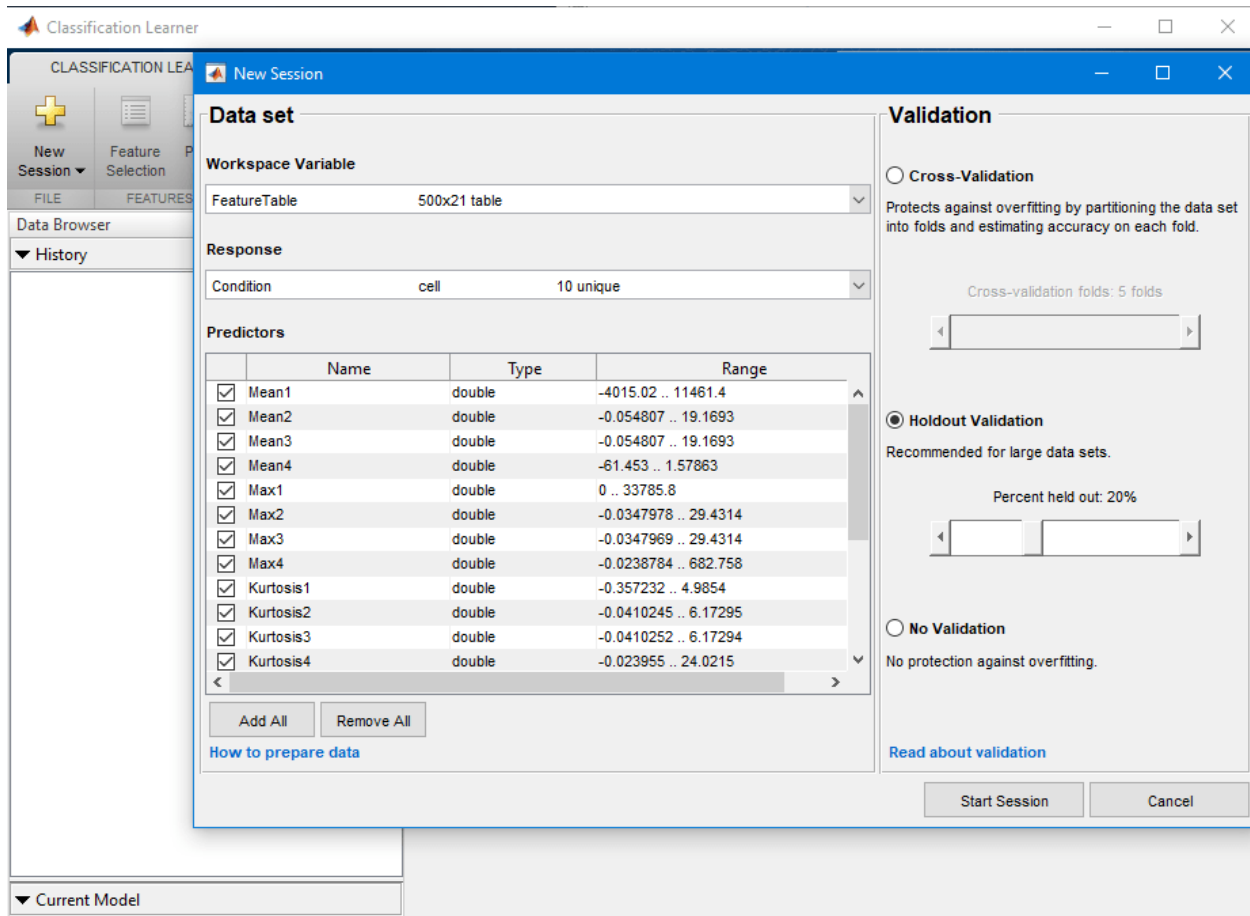 Classification Learner
CLASSIFICATION LEA
New Session
New
Session
Feature
Selection
P
FILE
FEATURES
Data Browser
History
Current Model
Data set
Workspace Variable
FeatureTable 500x21 table
Response
Condition cell 10 unique
Predictors
Name Type Range
Mean1 double -4015.02 .. 11461.4
Mean2 double -0.054807 .. 19.1693
Mean3 double -0.054807 .. 19.1693
Mean4 double -61.453 .. 1.57863
Max1 double 0 .. 33785.8
Max2 double -0.0347978 .. 29.4314
Max3 double -0.0347969 .. 29.4314
Max4 double -0.0238784 .. 682.758
Kurtosis1 double -0.357232 .. 4.9854
Kurtosis2 double -0.0410245 .. 6.17295
Kurtosis3 double -0.0410252 .. 6.17294
Kurtosis4 double -0.023955 .. 24.0215
Add All Remove All
How to prepare data
Validation
Cross-Validation
Protects against overfitting by partitioning the data set
into folds and estimating accuracy on each fold.
Cross-validation folds: 5 folds
Holdout Validation
Recommended for large data sets.
Percent held out: 20%
No Validation
No protection against overfitting.
Read about validation
Start Session Cancel